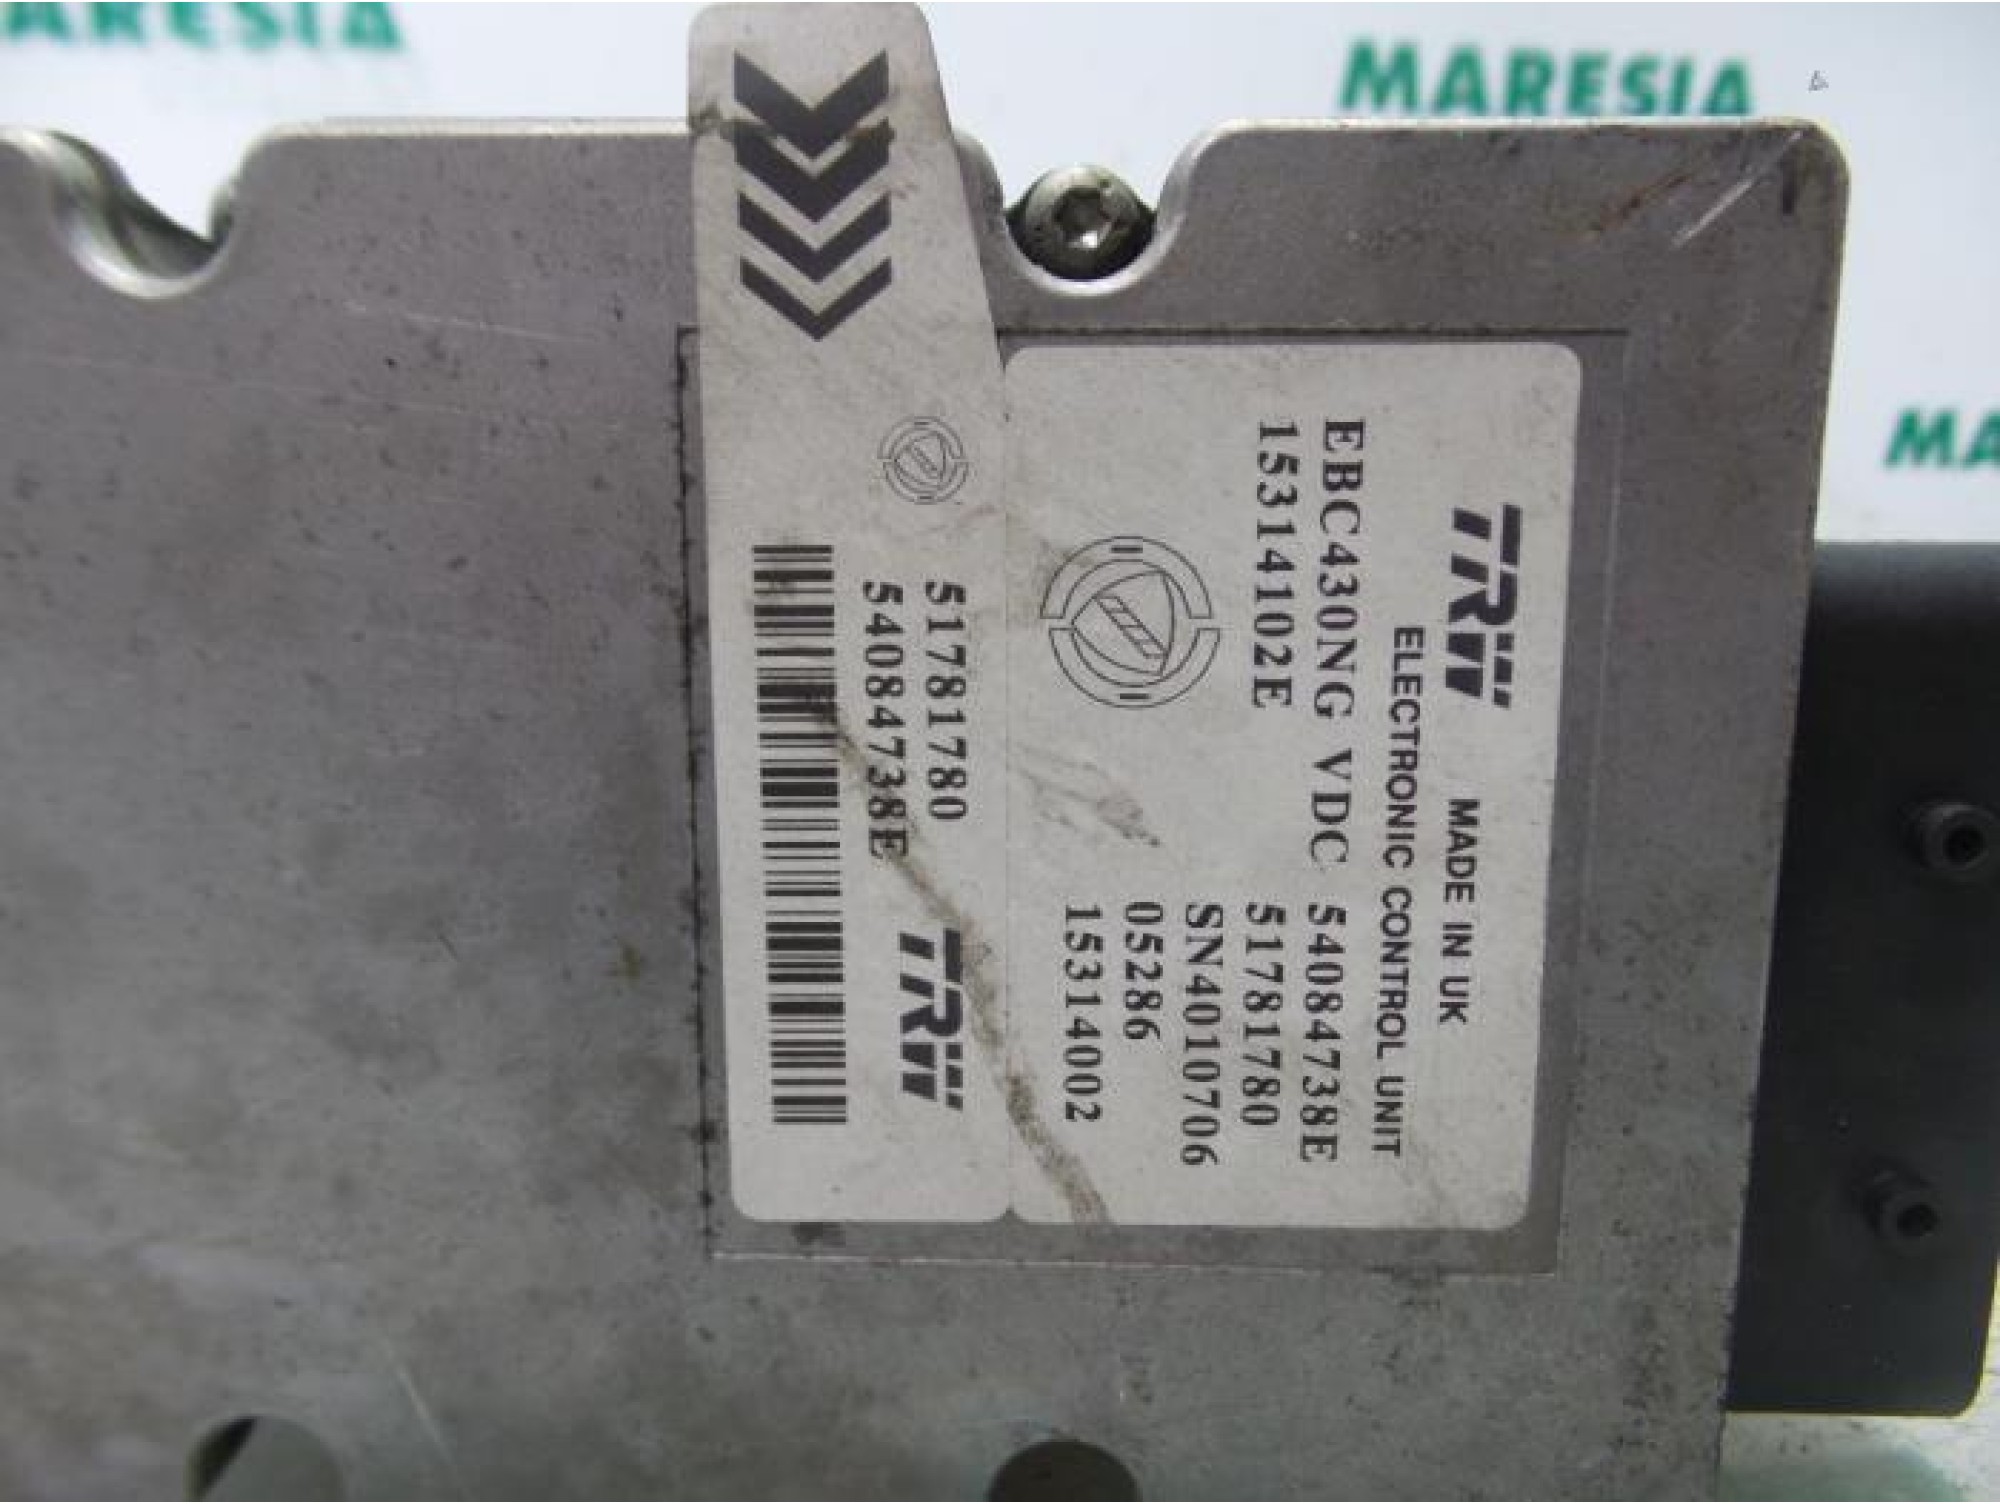 TRW MADE IN UK
ELECTRONIC CONTROL UNIT
EBC430NG VDC 54084738E
15314102E 51781780
SN4010706
05286
15314002
51781780
54084738E
TRW
MARESIA
MARESIA
MA